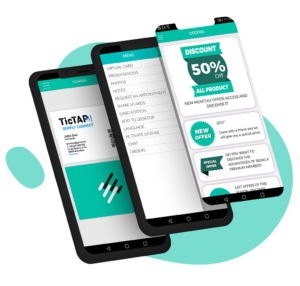 TicTAP
SIMPLY CONNECT
MENU
VIRTUAL CARD
PRESENTATIONS
PHOTOS
NOTES
REQUEST AN APPOINTMENT
SHARE VCARDS
CARD EDITION
ADD TO DESKTOP
LANGUAGE
ACTIVATE LICENSE
CHAT
ORDERS
OFFERS
DISCOUNT
50%
Off
ALL PRODUCT
NEW MONTHLY OFFERS. ACCESS AND
DISCOVER IT
NEW
OFFER
Come with a friend and we
will give you a special price
SPECIAL
OFFER
DO YOU WANT TO
DISCOVER THE
ADVANTAGES OF BEING A
PREMIUM MEMBER?
LAST OFFERS OF THE